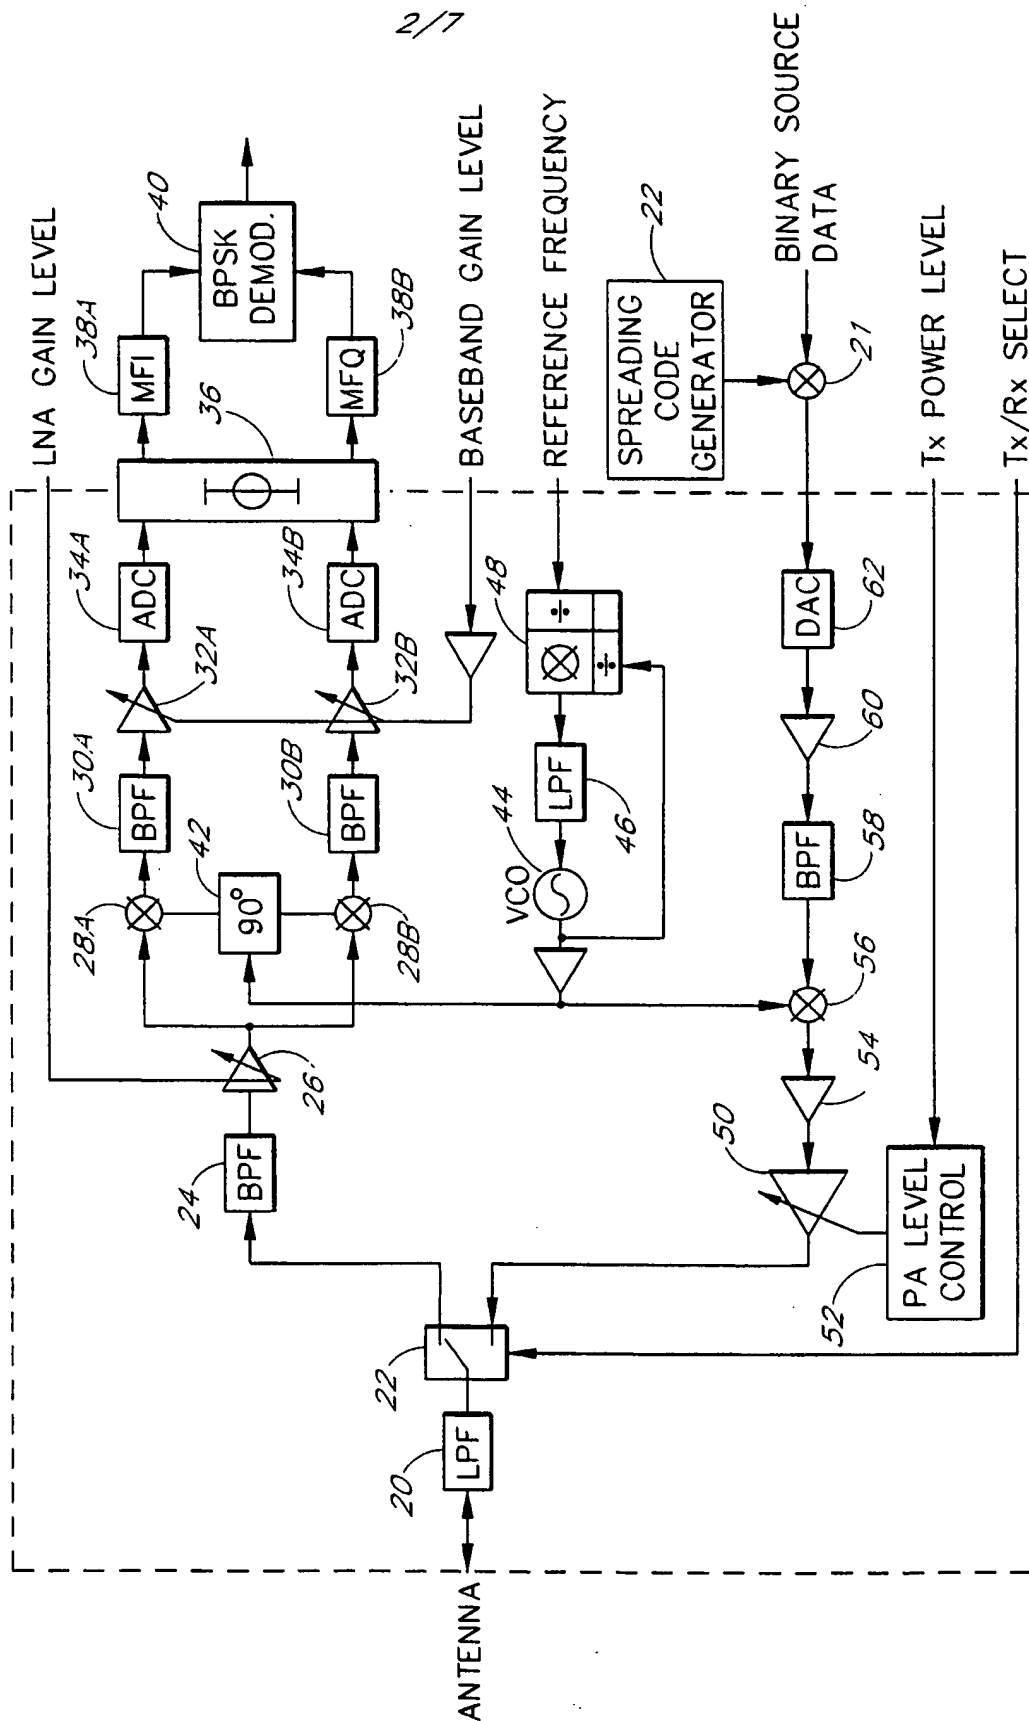 2/7
LNA GAIN LEVEL
38A
MFI
40
BPSK
DEMOD.
38B
MFQ
36
34A
ADC
34B
ADC
32A
32B
30A
BPF
30B
BPF
28A
42
90°
28B
26
24
BPF
BASEBAND GAIN LEVEL
REFERENCE FREQUENCY
÷
÷
48
LPF
46
44
VCO
22
SPREADING
CODE
GENERATOR
BINARY SOURCE
DATA
21
DAC
62
60
BPF
58
56
54
50
Tx POWER LEVEL
PA LEVEL
CONTROL
52
Tx/Rx SELECT
22
20
LPF
ANTENNA